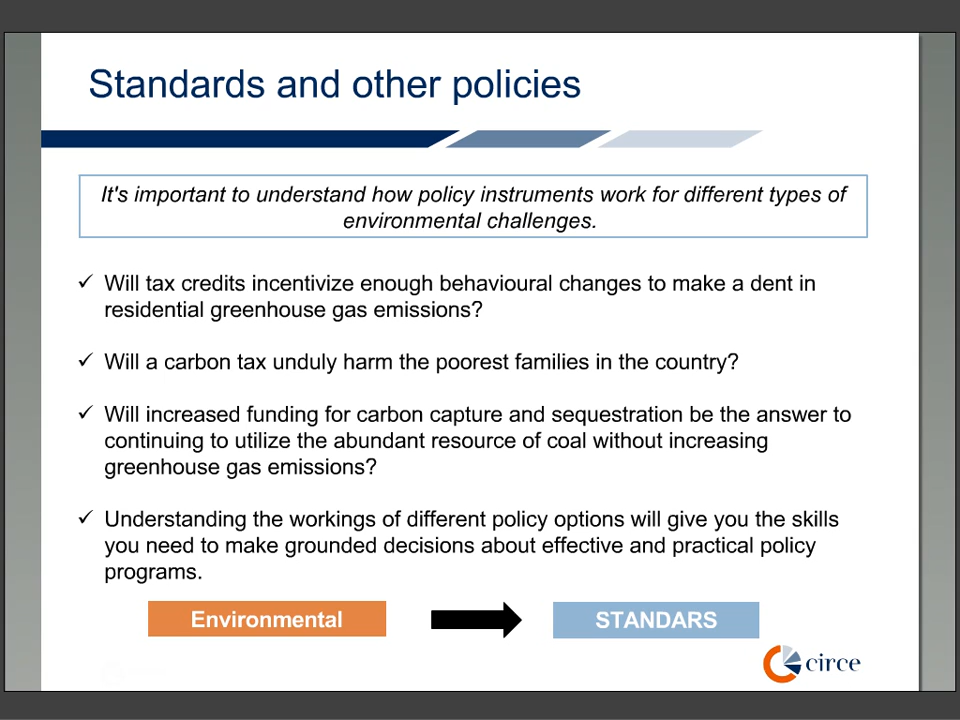 Standards and other policies
It's important to understand how policy instruments work for different types of
environmental challenges.
✓ Will tax credits incentivize enough behavioural changes to make a dent in
residential greenhouse gas emissions?
✓ Will a carbon tax unduly harm the poorest families in the country?
✓ Will increased funding for carbon capture and sequestration be the answer to
continuing to utilize the abundant resource of coal without increasing
greenhouse gas emissions?
✓ Understanding the workings of different policy options will give you the skills
you need to make grounded decisions about effective and practical policy
programs.
Environmental
STANDARS
circe